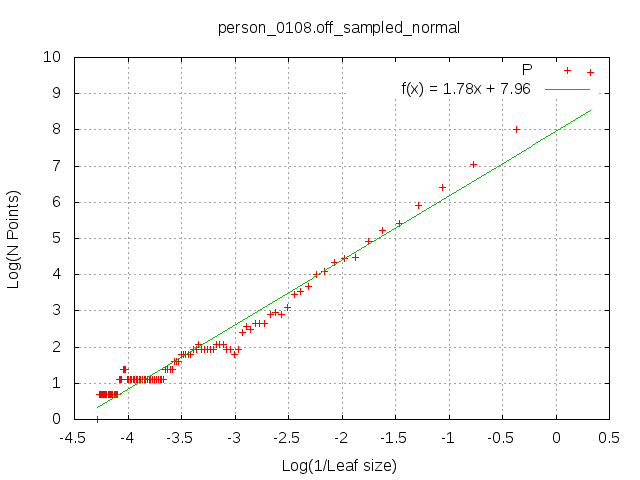 person_0108.off_sampled_normal
10
9
8
7
6
5
4
3
2
1
0
Log(N Points)
P
f(x) = 1.78x + 7.96
-4.5 -4 -3.5 -3 -2.5 -2 -1.5 -1 -0.5 0 0.5
Log(1/Leaf size)